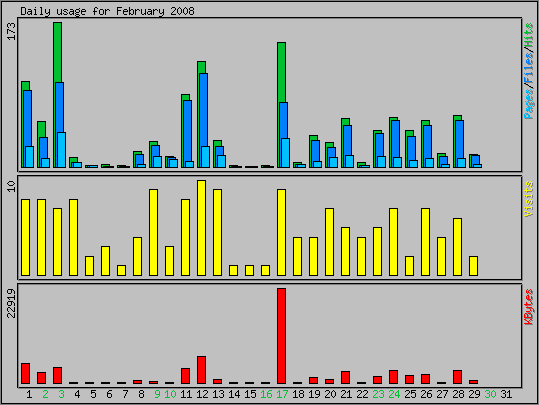 Daily usage for February 2008
173
Pages/Files/Hits
10
Visits
22919
KBytes
1 2 3 4 5 6 7 8 9 10 11 12 13 14 15 16 17 18 19 20 21 22 23 24 25 26 27 28 29 30 31